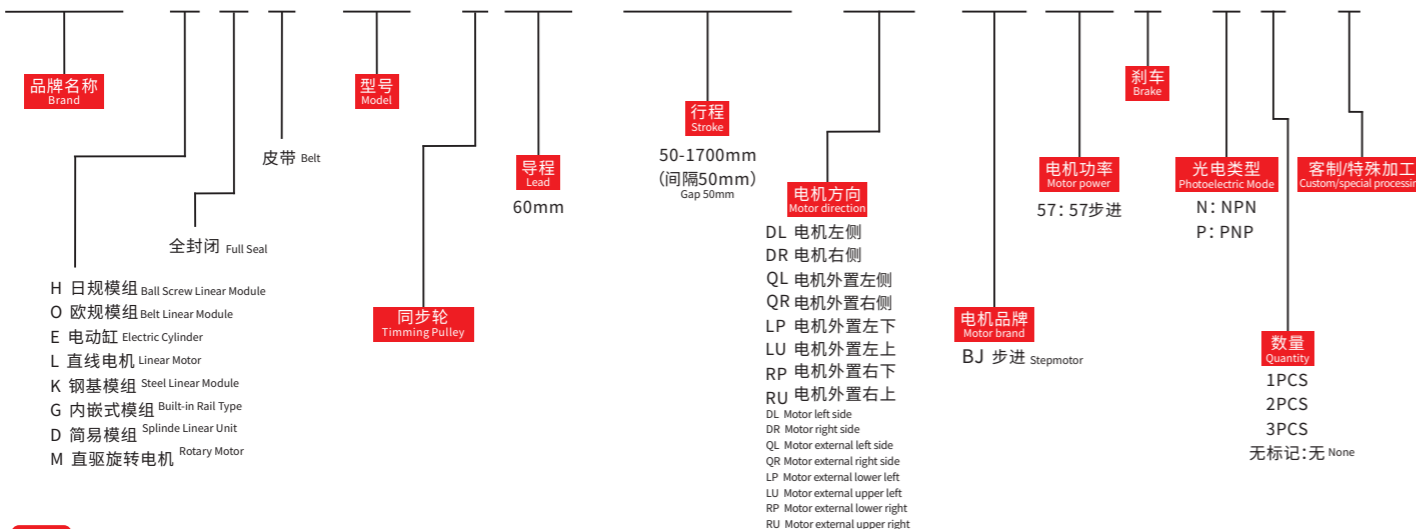 品牌名称
Brand
H 日规模组 Ball Screw Linear Module
O 欧规模组 Belt Linear Module
E 电动缸 Electric Cylinder
L 直线电机 Linear Motor
K 钢基模组 Steel Linear Module
G 内嵌式模组 Built-in Rail Type
D 简易模组 Splinde Linear Unit
M 直驱旋转电机 Rotary Motor
全封闭 Full Seal
皮带 Belt
型号
Model
同步轮
Timming Pulley
导程
Lead
60mm
行程
Stroke
50-1700mm
（间隔50mm）
Gap 50mm
电机方向
Motor direction
DL 电机左侧
DR 电机右侧
QL 电机外置左侧
QR 电机外置右侧
LP 电机外置左下
LU 电机外置左上
RP 电机外置右下
RU 电机外置右上
DL Motor left side
DR Motor right side
QL Motor external left side
QR Motor external right side
LP Motor external lower left
LU Motor external upper left
RP Motor external lower right
RU Motor external upper right
电机品牌
Motor brand
BJ 步进 Stepmotor
电机功率
Motor power
57：57步进
刹车
Brake
光电类型
Photoelectric Mode
N：NPN
P：PNP
数量
Quantity
1PCS
2PCS
3PCS
无标记：无 None
客制/特殊加工
Custom/special processing